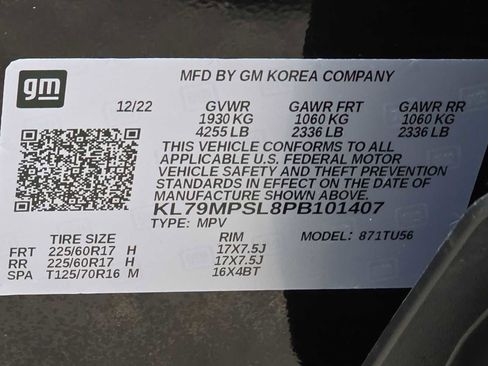 gm
MFD BY GM KOREA COMPANY
12/22 GVWR GAWR FRT GAWR RR
1930 KG 1060 KG 1060 KG
4255 LB 2336 LB 2336 LB
THIS VEHICLE CONFORMS TO ALL
APPLICABLE U.S. FEDERAL MOTOR
VEHICLE SAFETY AND THEFT PREVENTION
STANDARDS IN EFFECT ON THE DATE OF
MANUFACTURE SHOWN ABOVE.
KL79MPSL8PB101407
TYPE: MPV MODEL: 871TU56
TIRE SIZE RIM
FRT 225/60R17 H 17X7.5J
RR 225/60R17 H 17X7.5J
SPA T125/70R16 M 16X4BT